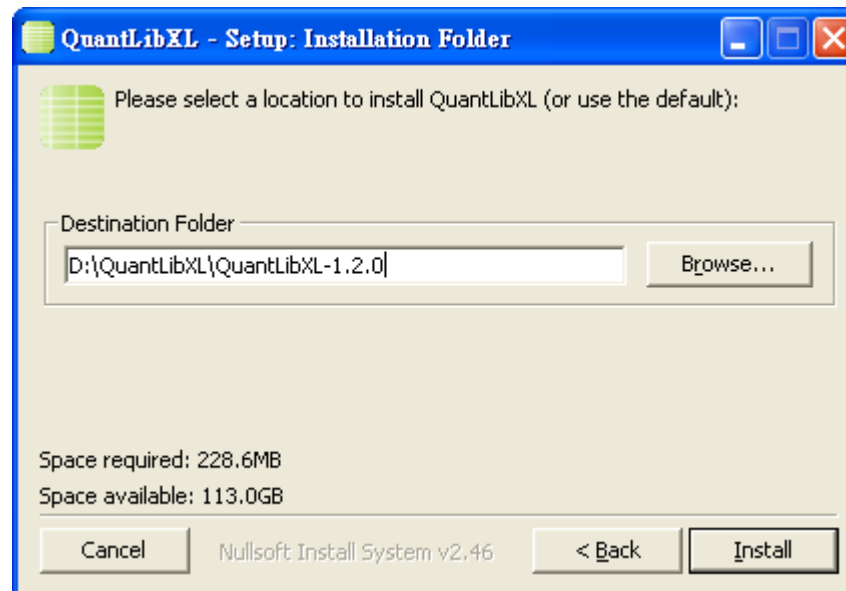 QuantLibXL - Setup: Installation Folder
Please select a location to install QuantLibXL (or use the default):
Destination Folder
D:\QuantLibXL\QuantLibXL-1.2.0
Browse...
Space required: 228.6MB
Space available: 113.0GB
Cancel
Nullsoft Install System v2.46
< Back
Install